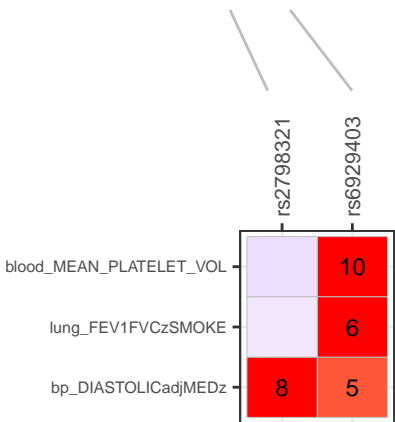 rs2798321
rs6929403
blood_MEAN_PLATELET_VOL 10
lung_FEV1FVCzSMOKE 6
bp_DIASTOLICadjMEDz 8 5